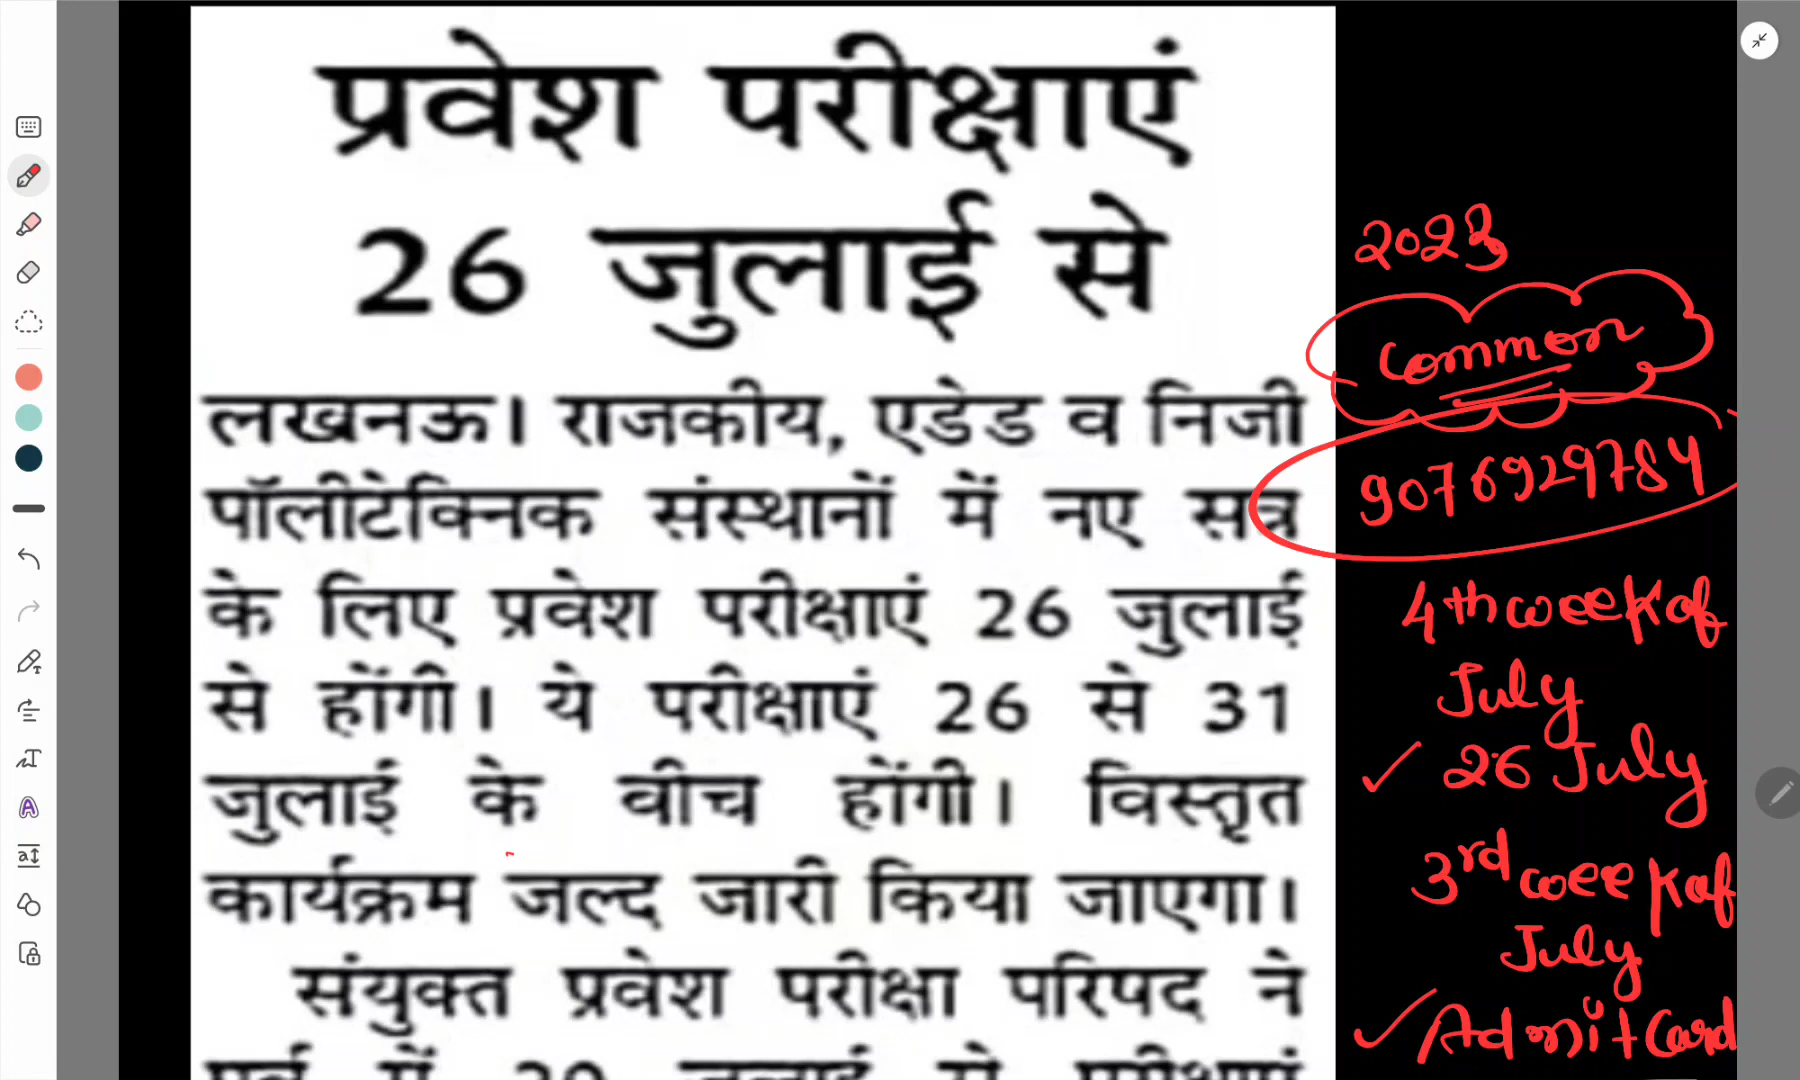 प्रवेश परीक्षाएं
26 जुलाई से
लखनऊ। राजकीय, एडेड व निजी
पॉलीटेक्निक संस्थानों में नए सत्र
के लिए प्रवेश परीक्षाएं 26 जुलाई
से होंगी। ये परीक्षाएं 26 से 31
जुलाई के वीच होंगी। विस्तृत
कार्यक्रम जल्द जारी किया जाएगा।
संयुक्त प्रवेश परीक्षा परिषद ने
2023
Common
9076929784
4th week of
July
✓ 26 July
3rd week of
July
✓ Admit Card